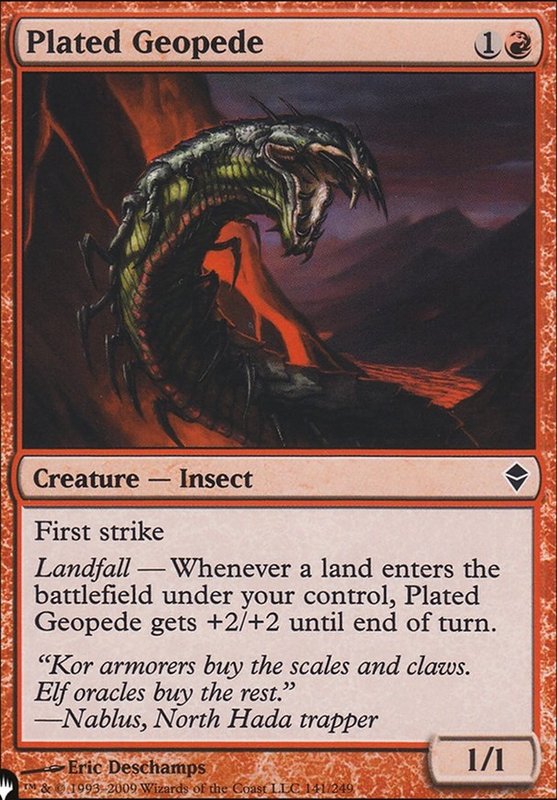 Plated Geopede 1
Creature — Insect
First strike
Landfall — Whenever a land enters the
battlefield under your control, Plated
Geopede gets +2/+2 until end of turn.
“Kor armorers buy the scales and claws.
Elf oracles buy the rest.”
—Nablus, North Hada trapper
1/1
Eric Deschamps
™ & © 1993–2009 Wizards of the Coast LLC 141/249